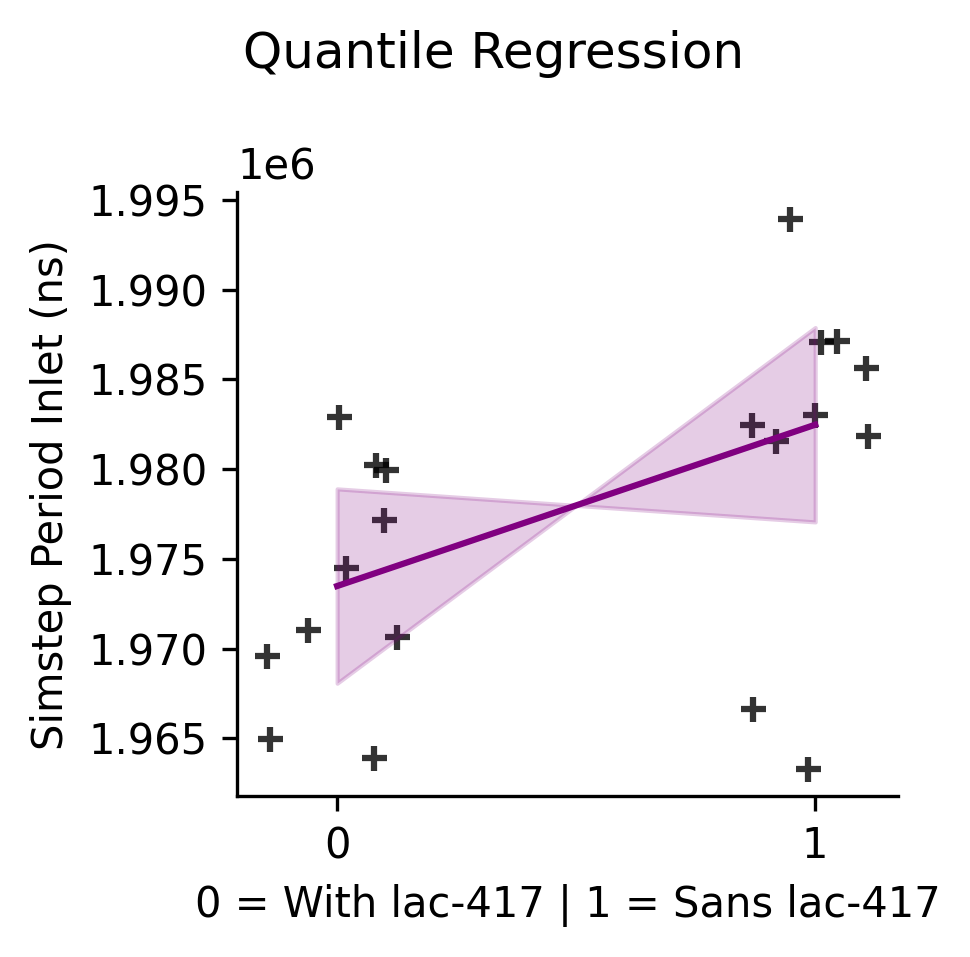 Quantile Regression
1e6
1.995
1.990
1.985
1.980
1.975
1.970
1.965
Simstep Period Inlet (ns)
0 1
0 = With lac-417 | 1 = Sans lac-417